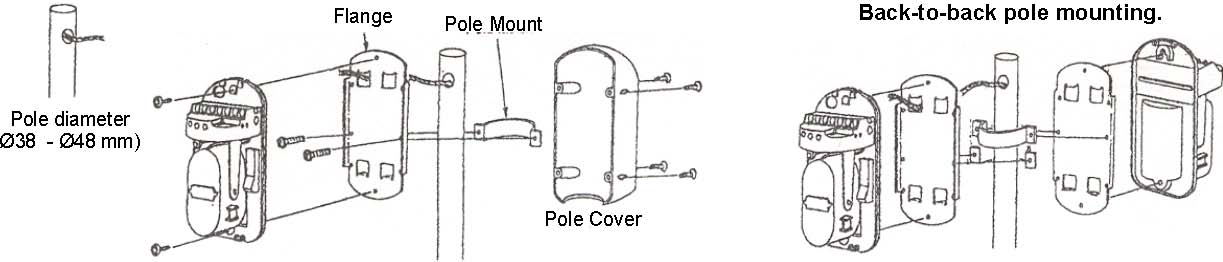 Flange
Pole Mount
Back-to-back pole mounting.
Pole diameter
(Ø38 - Ø48 mm)
Pole Cover